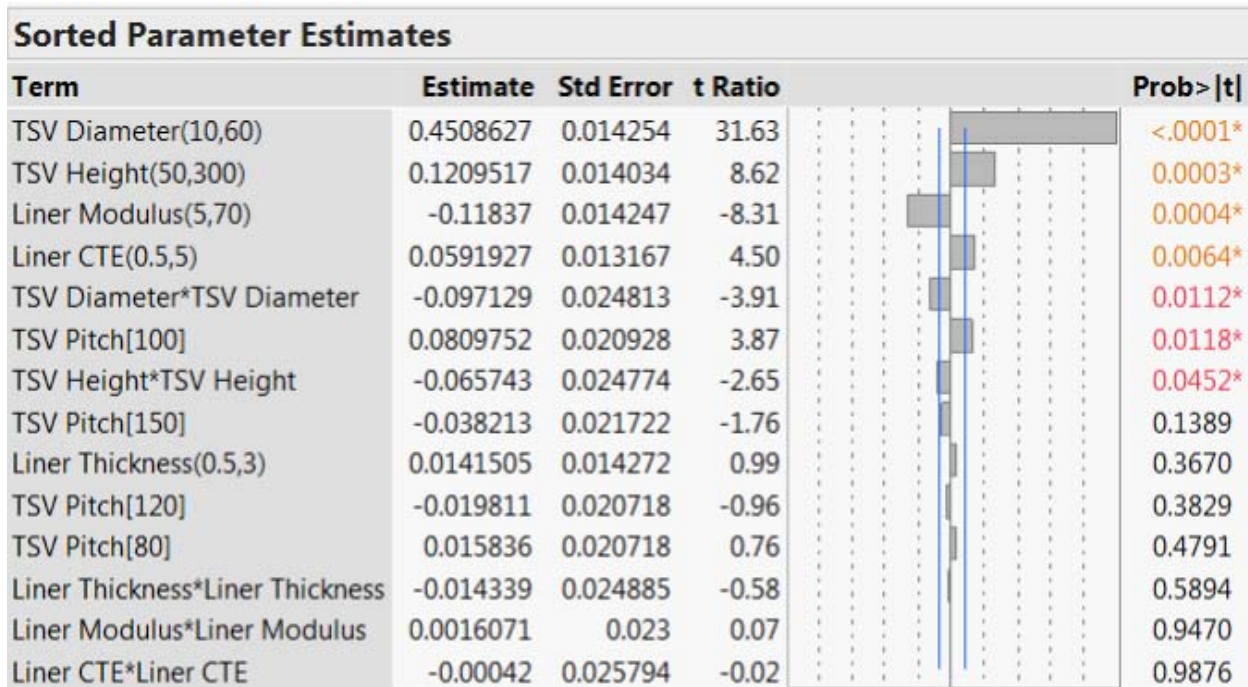 Sorted Parameter Estimates
Term Estimate Std Error t Ratio Prob>|t|
TSV Diameter(10,60) 0.4508627 0.014254 31.63 <.0001*
TSV Height(50,300) 0.1209517 0.014034 8.62 0.0003*
Liner Modulus(5,70) -0.11837 0.014247 -8.31 0.0004*
Liner CTE(0.5,5) 0.0591927 0.013167 4.50 0.0064*
TSV Diameter*TSV Diameter -0.097129 0.024813 -3.91 0.0112*
TSV Pitch[100] 0.0809752 0.020928 3.87 0.0118*
TSV Height*TSV Height -0.065743 0.024774 -2.65 0.0452*
TSV Pitch[150] -0.038213 0.021722 -1.76 0.1389
Liner Thickness(0.5,3) 0.0141505 0.014272 0.99 0.3670
TSV Pitch[120] -0.019811 0.020718 -0.96 0.3829
TSV Pitch[80] 0.015836 0.020718 0.76 0.4791
Liner Thickness*Liner Thickness -0.014339 0.024885 -0.58 0.5894
Liner Modulus*Liner Modulus 0.0016071 0.023 0.07 0.9470
Liner CTE*Liner CTE -0.00042 0.025794 -0.02 0.9876